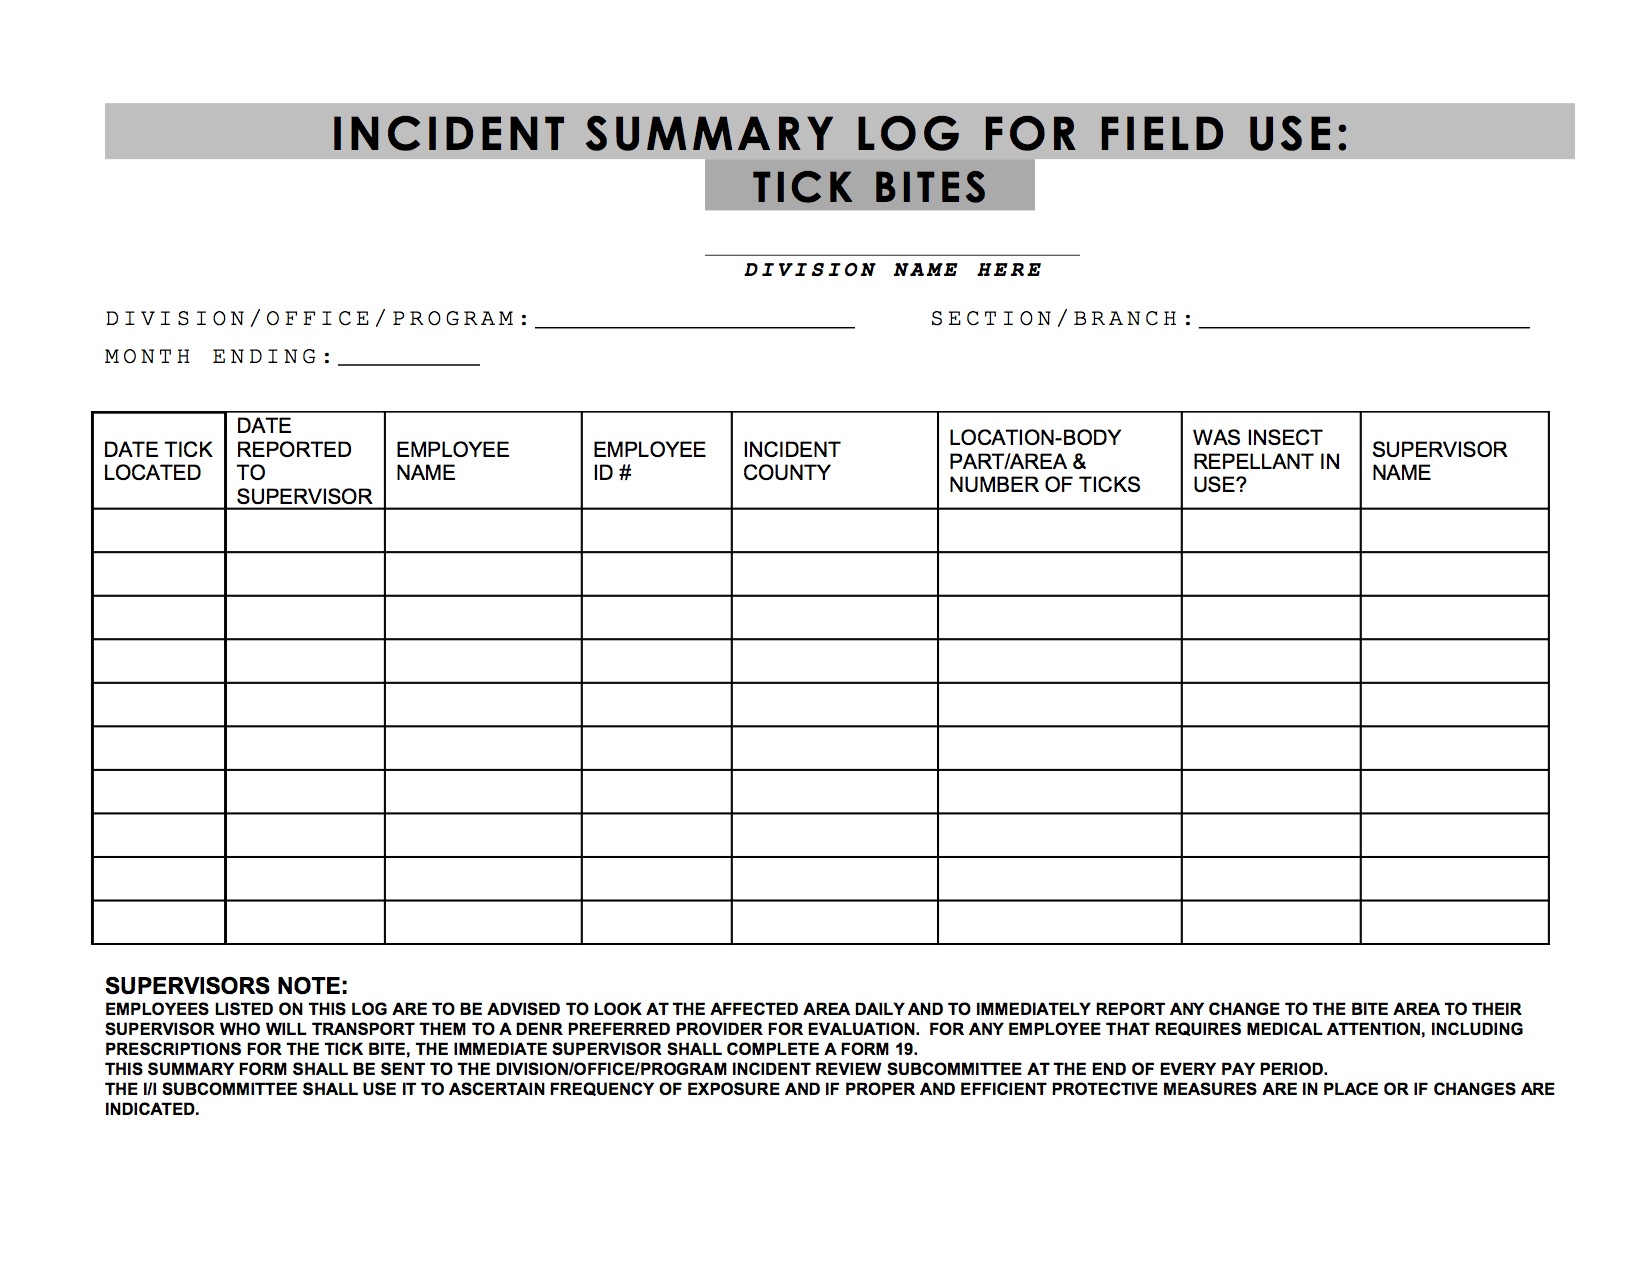 INCIDENT SUMMARY LOG FOR FIELD USE:
TICK BITES
DIVISION NAME HERE
DIVISION/OFFICE/PROGRAM: SECTION/BRANCH:
MONTH ENDING:
DATE TICK
LOCATED
DATE
REPORTED
TO
SUPERVISOR
EMPLOYEE
NAME
EMPLOYEE
ID #
INCIDENT
COUNTY
LOCATION-BODY
PART/AREA &
NUMBER OF TICKS
WAS INSECT
REPELLANT IN
USE?
SUPERVISOR
NAME
SUPERVISORS NOTE:
EMPLOYEES LISTED ON THIS LOG ARE TO BE ADVISED TO LOOK AT THE AFFECTED AREA DAILY AND TO IMMEDIATELY REPORT ANY CHANGE TO THE BITE AREA TO THEIR
SUPERVISOR WHO WILL TRANSPORT THEM TO A DENR PREFERRED PROVIDER FOR EVALUATION.  FOR ANY EMPLOYEE THAT REQUIRES MEDICAL ATTENTION, INCLUDING
PRESCRIPTIONS FOR THE TICK BITE, THE IMMEDIATE SUPERVISOR SHALL COMPLETE A FORM 19.
THIS SUMMARY FORM SHALL BE SENT TO THE DIVISION/OFFICE/PROGRAM INCIDENT REVIEW SUBCOMMITTEE AT THE END OF EVERY PAY PERIOD.
THE I/I SUBCOMMITTEE SHALL USE IT TO ASCERTAIN FREQUENCY OF EXPOSURE AND IF PROPER AND EFFICIENT PROTECTIVE MEASURES ARE IN PLACE OR IF CHANGES ARE
INDICATED.